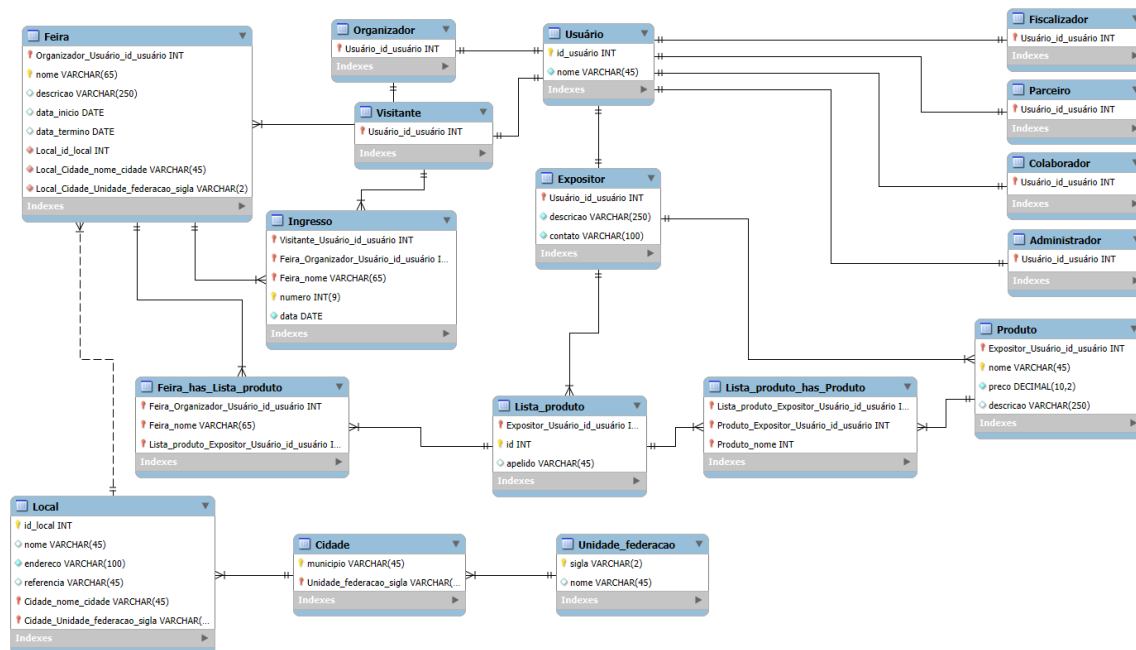 Feira
Organizador_Usuário_id_usuário INT
nome VARCHAR(65)
descricao VARCHAR(250)
data_inicio DATE
data_termino DATE
Local_id_local INT
Local_Cidade_nome_cidade VARCHAR(45)
Local_Cidade_Unidade_federacao_sigla VARCHAR(2)
Indexes
Organizador
Usuário_id_usuário INT
Indexes
Visitante
Usuário_id_usuário INT
Indexes
Usuário
id_usuário INT
nome VARCHAR(45)
Indexes
Fiscalizador
Usuário_id_usuário INT
Indexes
Parceiro
Usuário_id_usuário INT
Indexes
Colaborador
Usuário_id_usuário INT
Indexes
Administrador
Usuário_id_usuário INT
Indexes
Expositor
Usuário_id_usuário INT
descricao VARCHAR(250)
contato VARCHAR(100)
Indexes
Ingresso
Visitante_Usuário_id_usuário INT
Feira_Organizador_Usuário_id_usuário I...
Feira_nome VARCHAR(65)
numero INT(9)
data DATE
Indexes
Produto
Expositor_Usuário_id_usuário INT
nome VARCHAR(45)
preco DECIMAL(10,2)
descricao VARCHAR(250)
Indexes
Feira_has_Lista_produto
Feira_Organizador_Usuário_id_usuário INT
Feira_nome VARCHAR(65)
Lista_produto_Expositor_Usuário_id_usuário I...
Indexes
Lista_produto
Expositor_Usuário_id_usuário I...
id INT
apelido VARCHAR(45)
Indexes
Lista_produto_has_Produto
Lista_produto_Expositor_Usuário_id_usuário I...
Produto_Expositor_Usuário_id_usuário INT
Produto_nome INT
Indexes
Local
id_local INT
nome VARCHAR(45)
endereco VARCHAR(100)
referencia VARCHAR(45)
Cidade_nome_cidade VARCHAR(45)
Cidade_Unidade_federacao_sigla VARCHAR(...
Indexes
Cidade
municipio VARCHAR(45)
Unidade_federacao_sigla VARCHAR(...
Indexes
Unidade_federacao
sigla VARCHAR(2)
nome VARCHAR(45)
Indexes